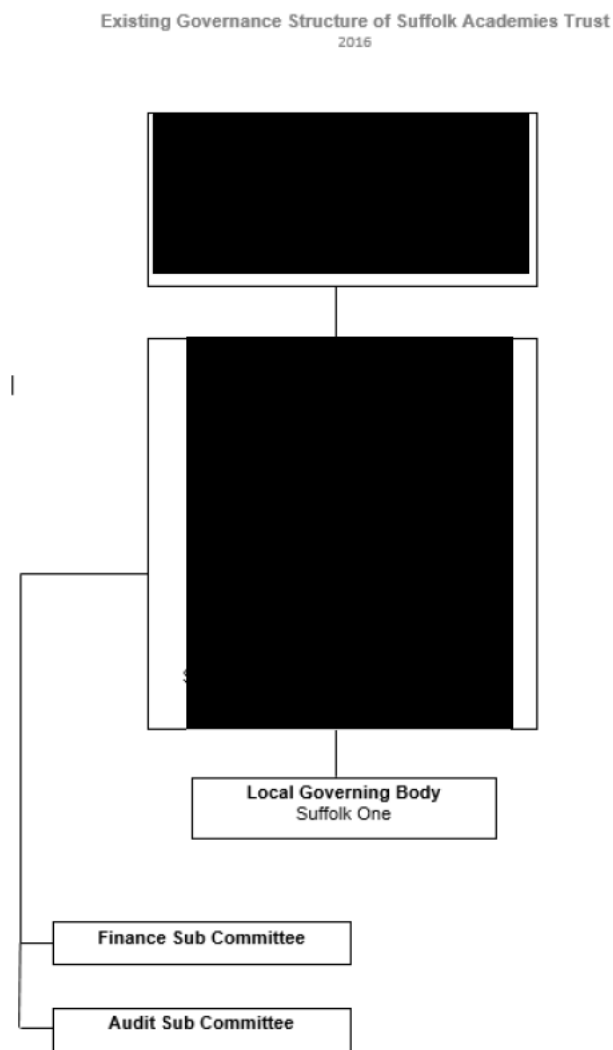 Existing Governance Structure of Suffolk Academies Trust
2016
Local Governing Body
Suffolk One
Finance Sub Committee
Audit Sub Committee